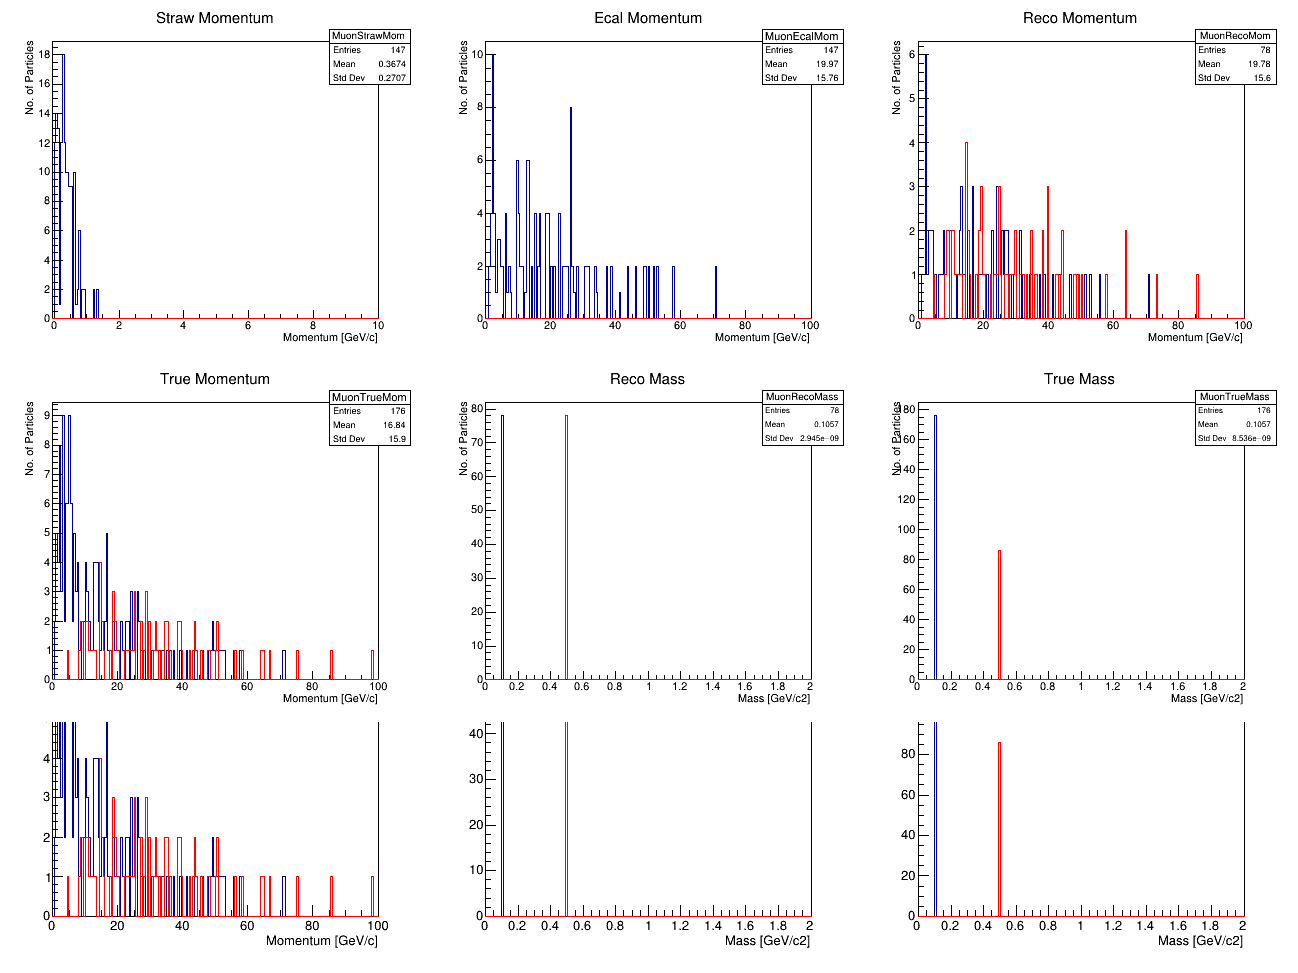 Straw Momentum
No. of Particles
MuonStrawMom
Entries 147
Mean 0.3674
Std Dev 0.2707
18
16
14
12
10
8
6
4
2
0
0 2 4 6 8 10
Momentum [GeV/c]
Ecal Momentum
No. of Particles
MuonEcalMom
Entries 147
Mean 19.97
Std Dev 15.76
10
8
6
4
2
0
0 20 40 60 80 100
Momentum [GeV/c]
Reco Momentum
No. of Particles
MuonRecoMom
Entries 78
Mean 19.78
Std Dev 15.6
6
5
4
3
2
1
0
0 20 40 60 80 100
Momentum [GeV/c]
True Momentum
No. of Particles
MuonTrueMom
Entries 176
Mean 16.84
Std Dev 15.9
9
8
7
6
5
4
3
2
1
0
0 20 40 60 80 100
Momentum [GeV/c]
Reco Mass
No. of Particles
MuonRecoMass
Entries 78
Mean 0.1057
Std Dev 2.945e−09
80
70
60
50
40
30
20
10
0
0 0.2 0.4 0.6 0.8 1 1.2 1.4 1.6 1.8 2
Mass [GeV/c2]
True Mass
No. of Particles
MuonTrueMass
Entries 176
Mean 0.1057
Std Dev 8.536e−09
180
160
140
120
100
80
60
40
20
0
0 0.2 0.4 0.6 0.8 1 1.2 1.4 1.6 1.8 2
Mass [GeV/c2]
4
3
2
1
0
0 20 40 60 80 100
Momentum [GeV/c]
40
30
20
10
0
0 0.2 0.4 0.6 0.8 1 1.2 1.4 1.6 1.8 2
Mass [GeV/c2]
80
60
40
20
0
0 0.2 0.4 0.6 0.8 1 1.2 1.4 1.6 1.8 2
Mass [GeV/c2]